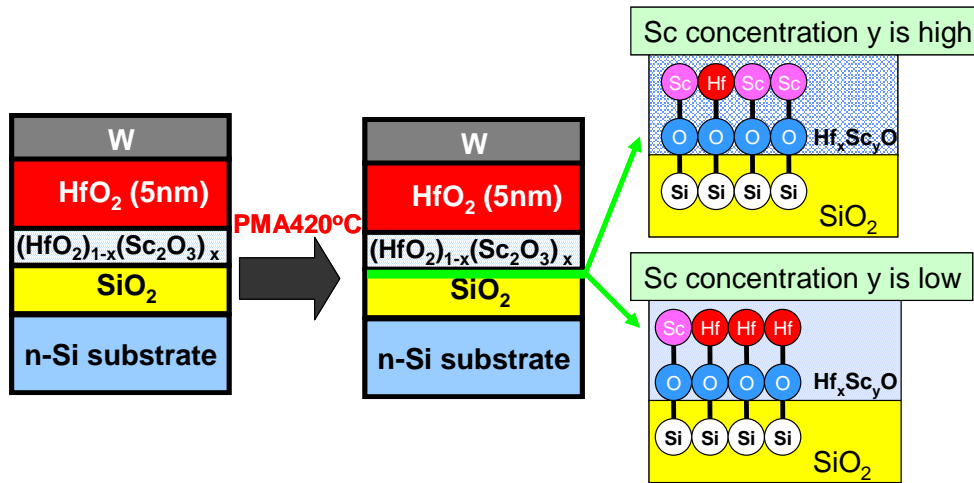 W
HfO₂ (5nm)
(HfO₂)₁₋ₓ(Sc₂O₃)ₓ
SiO₂
n-Si substrate
PMA420ºC
W
HfO₂ (5nm)
(HfO₂)₁₋ₓ(Sc₂O₃)ₓ
SiO₂
n-Si substrate
Sc concentration y is high
Sc Hf Sc Sc
O O O O HfₓScᵧO
Si Si Si Si
SiO₂
Sc concentration y is low
Sc Hf Hf Hf
O O O O HfₓScᵧO
Si Si Si Si
SiO₂